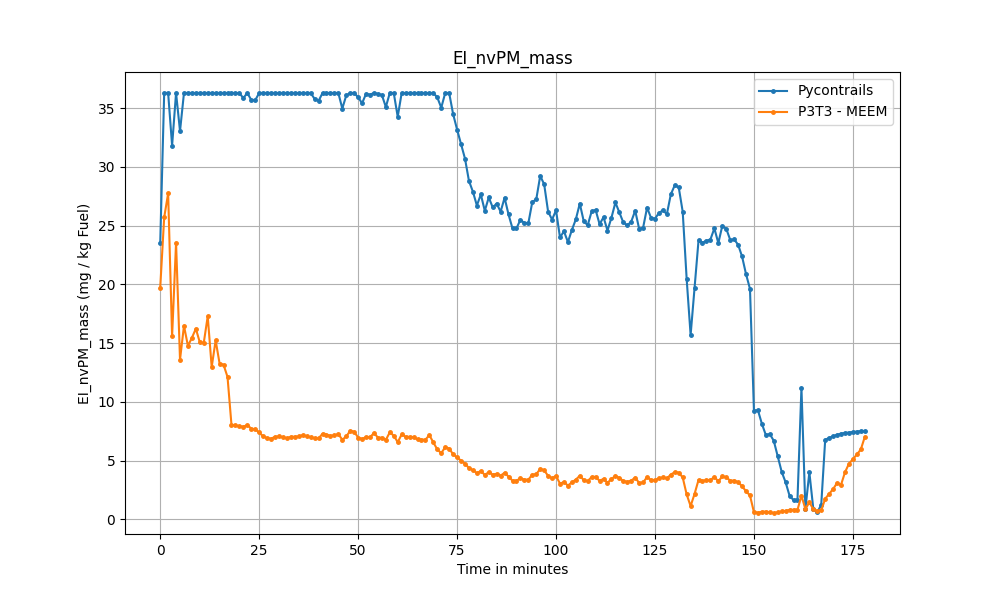 EI_nvPM_mass
Pycontrails
P3T3 - MEEM
EI_nvPM_mass (mg / kg Fuel)
35
30
25
20
15
10
5
0
0 25 50 75 100 125 150 175
Time in minutes